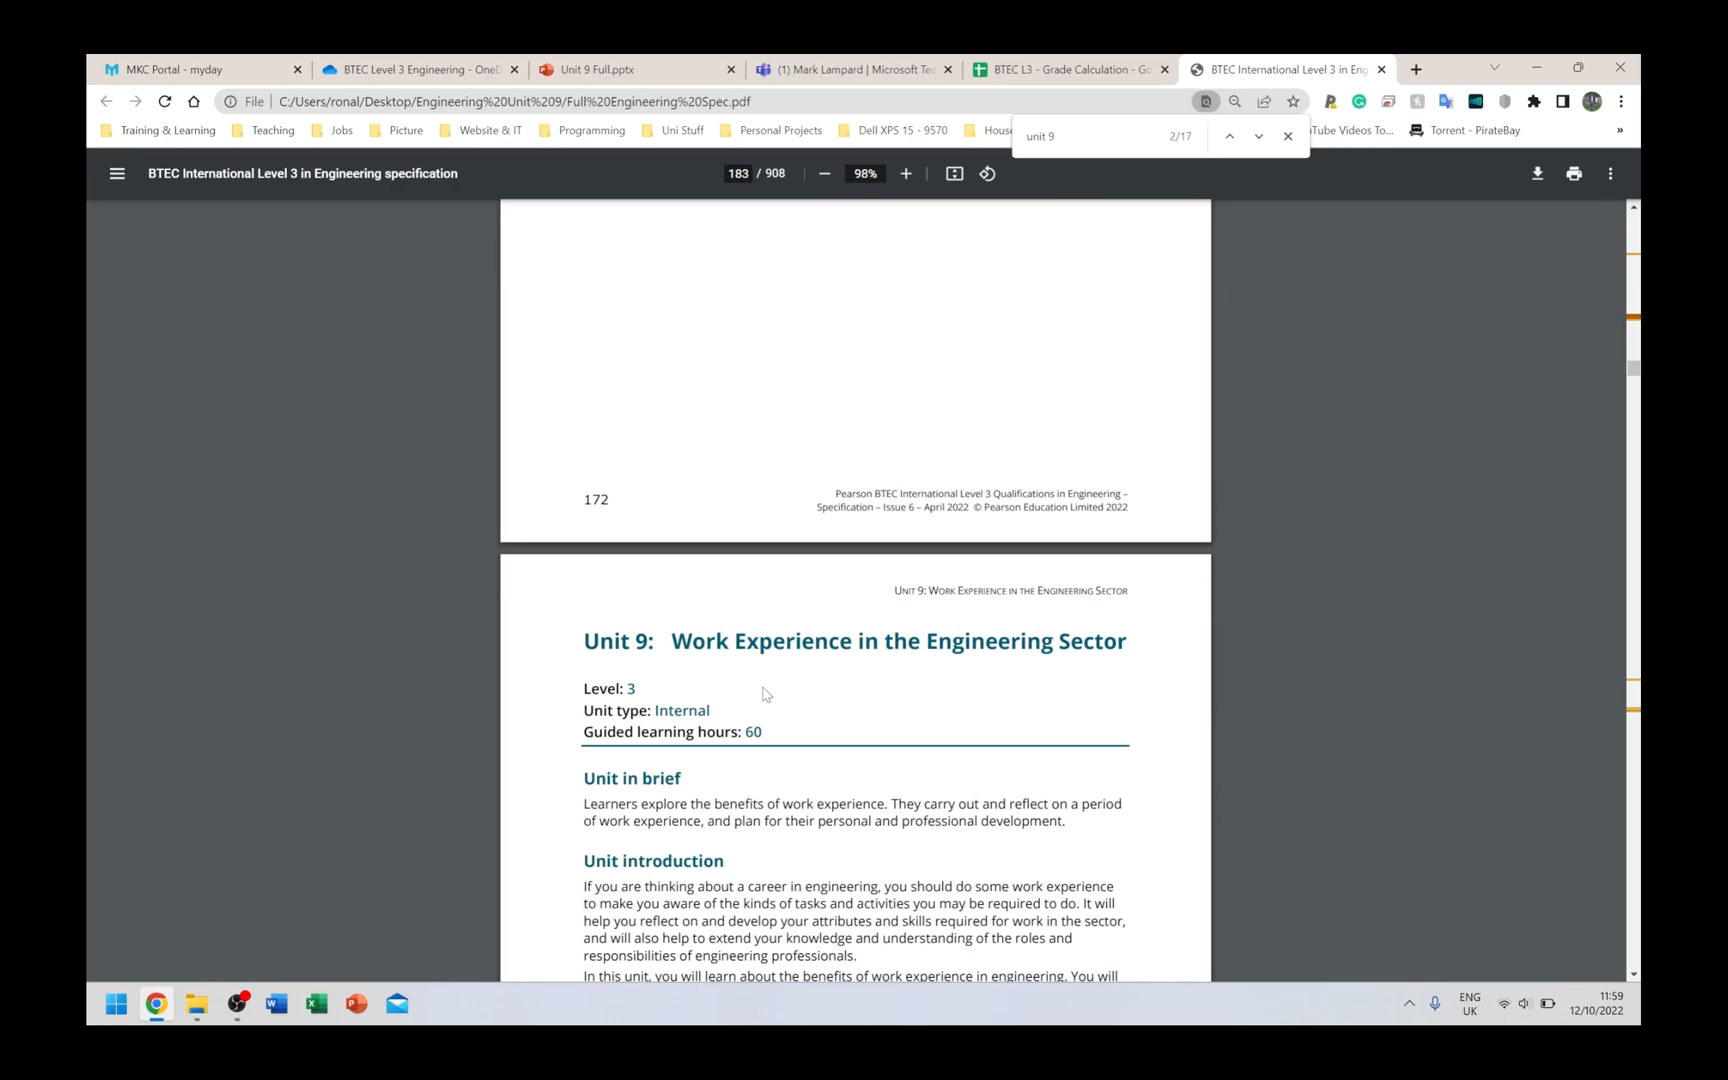 MKC Portal - myday
BTEC Level 3 Engineering - OneD
Unit 9 Full.pptx
(1) Mark Lampard | Microsoft Tea
BTEC L3 - Grade Calculation - Go
BTEC International Level 3 in Eng
File
C:/Users/ronal/Desktop/Engineering%20Unit%209/Full%20Engineering%20Spec.pdf
Training & Learning
Teaching
Jobs
Picture
Website & IT
Programming
Uni Stuff
Personal Projects
Dell XPS 15 - 9570
House
Tube Videos To...
Torrent - PirateBay
»
unit 9
2/17
BTEC International Level 3 in Engineering specification
183 / 908
98%
172
Pearson BTEC International Level 3 Qualifications in Engineering –
Specification – Issue 6 – April 2022 © Pearson Education Limited 2022
UNIT 9: WORK EXPERIENCE IN THE ENGINEERING SECTOR
Unit 9: Work Experience in the Engineering Sector
Level: 3
Unit type: Internal
Guided learning hours: 60
Unit in brief
Learners explore the benefits of work experience. They carry out and reflect on a period
of work experience, and plan for their personal and professional development.
Unit introduction
If you are thinking about a career in engineering, you should do some work experience
to make you aware of the kinds of tasks and activities you may be required to do. It will
help you reflect on and develop your attributes and skills required for work in the sector,
and will also help to extend your knowledge and understanding of the roles and
responsibilities of engineering professionals.
In this unit, you will learn about the benefits of work experience in engineering. You will
ENG
UK
11:59
12/10/2022